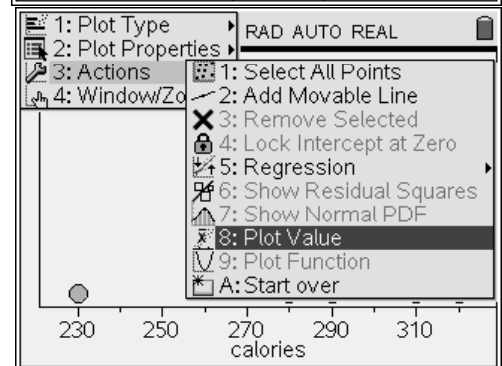 1: Plot Type
RAD AUTO REAL
2: Plot Properties
3: Actions
1: Select All Points
4: Window/Zo
2: Add Movable Line
3: Remove Selected
4: Lock Intercept at Zero
5: Regression
6: Show Residual Squares
7: Show Normal PDF
8: Plot Value
9: Plot Function
A: Start over
230 250 270 290 310
calories